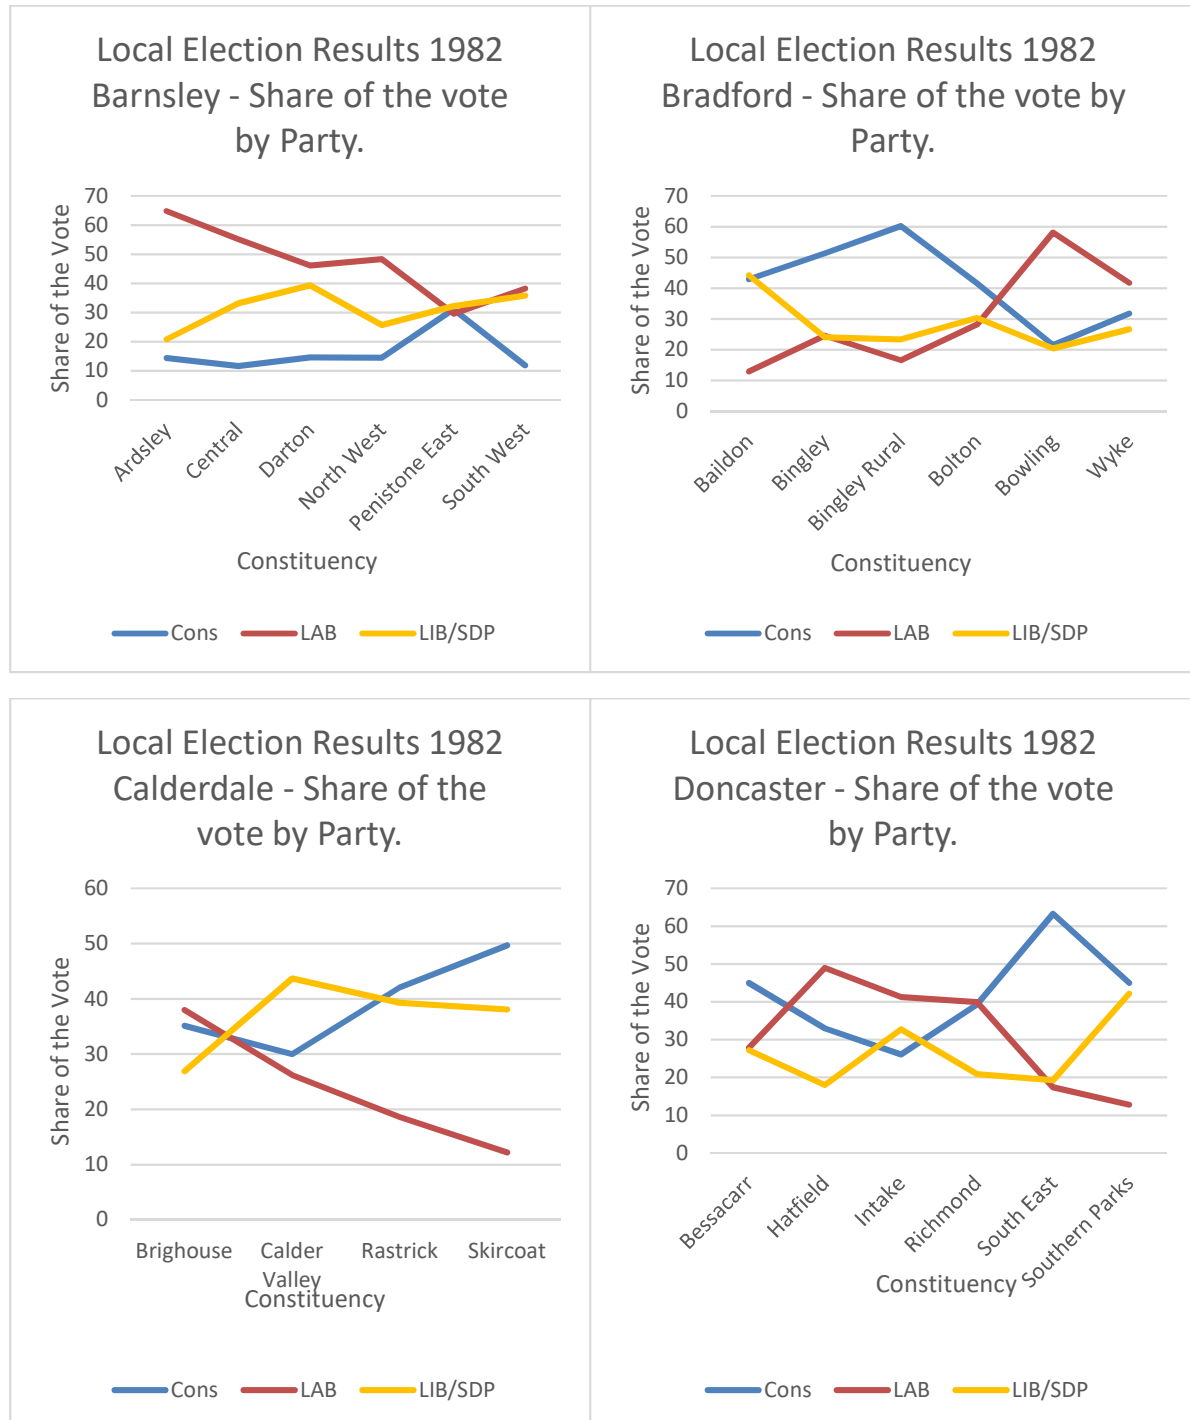 Local Election Results 1982
Barnsley - Share of the vote
by Party.
Share of the Vote
70
60
50
40
30
20
10
0
Ardsley
Central
Darton
North West
Penistone East
South West
Constituency
Cons LAB LIB/SDP
Local Election Results 1982
Bradford - Share of the vote by
Party.
Share of the Vote
70
60
50
40
30
20
10
0
Baildon
Bingley
Bingley Rural
Bolton
Bowling
Wyke
Constituency
Cons LAB LIB/SDP
Local Election Results 1982
Calderdale - Share of the
vote by Party.
Share of the Vote
60
50
40
30
20
10
0
Brighouse
Calder
Valley
Rastrick
Skircoat
Constituency
Cons LAB LIB/SDP
Local Election Results 1982
Doncaster - Share of the vote
by Party.
Share of the Vote
70
60
50
40
30
20
10
0
Bessacarr
Hatfield
Intake
Richmond
South East
Southern Parks
Constituency
Cons LAB LIB/SDP